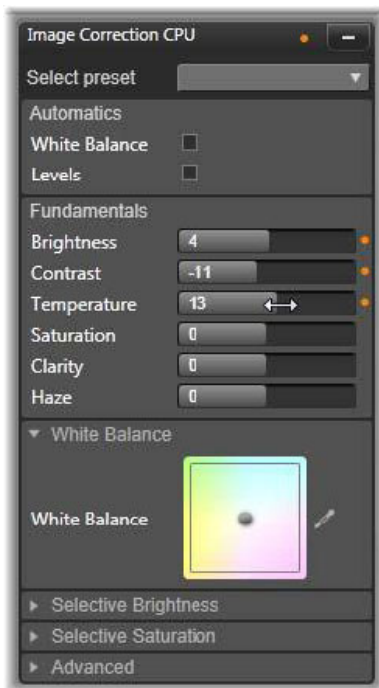 Image Correction CPU
Select preset
Automatics
White Balance
Levels
Fundamentals
Brightness 4
Contrast -11
Temperature 13
Saturation 0
Clarity 0
Haze 0
White Balance
White Balance
Selective Brightness
Selective Saturation
Advanced